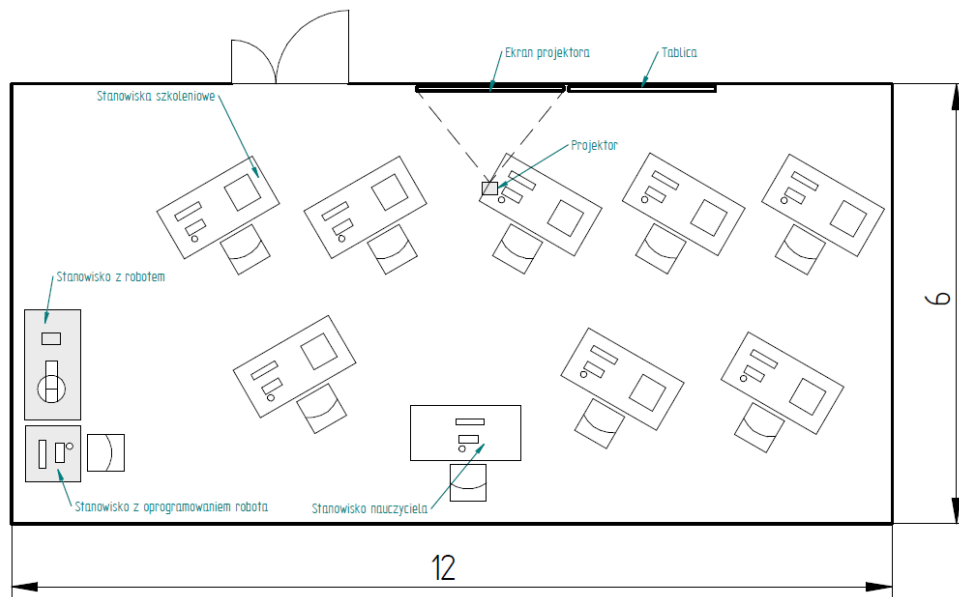 Ekran projektora
Tablica
Stanowiska szkoleniowe
Projektor
Stanowisko z robotem
6
Stanowisko z oprogramowaniem robota
Stanowisko nauczyciela
12